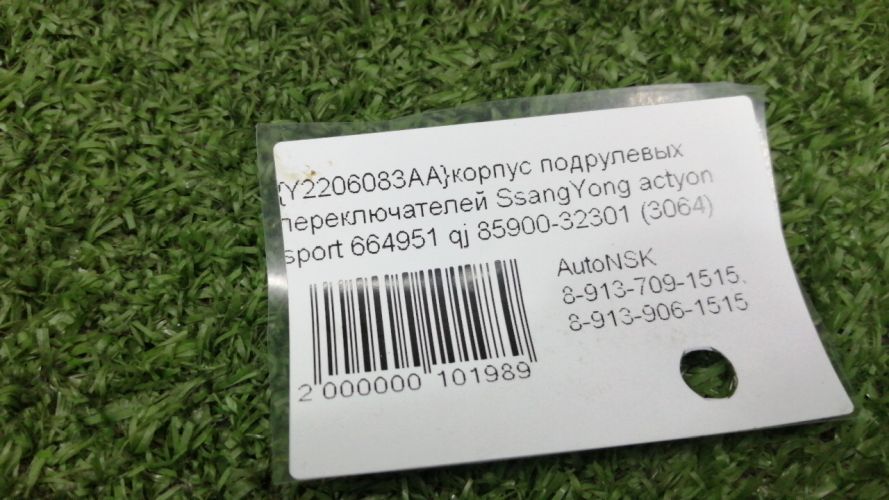 {Y2206083AA}корпус подрулевых
переключателей SsangYong actyon
sport 664951 qj 85900-32301 (3064)
AutoNSK
8-913-709-1515,
8-913-906-1515
2 000000 101989